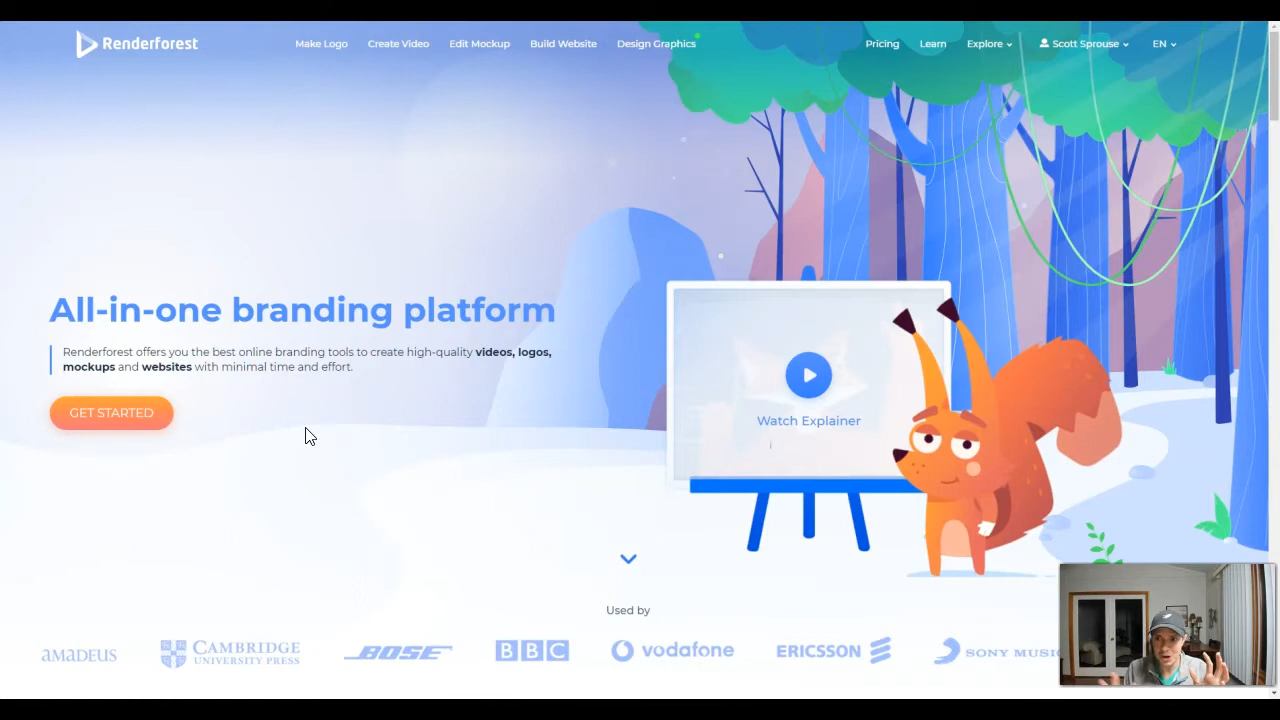 Renderforest
Make Logo
Create Video
Edit Mockup
Build Website
Design Graphics
Pricing
Learn
Explore
Scott Sprouse
EN
All-in-one branding platform
Renderforest offers you the best online branding tools to create high-quality videos, logos,
mockups and websites with minimal time and effort.
GET STARTED
Watch Explainer
Used by
amadeus
CAMBRIDGE
UNIVERSITY PRESS
BOSE
BBC
vodafone
ERICSSON
SONY MUSIC